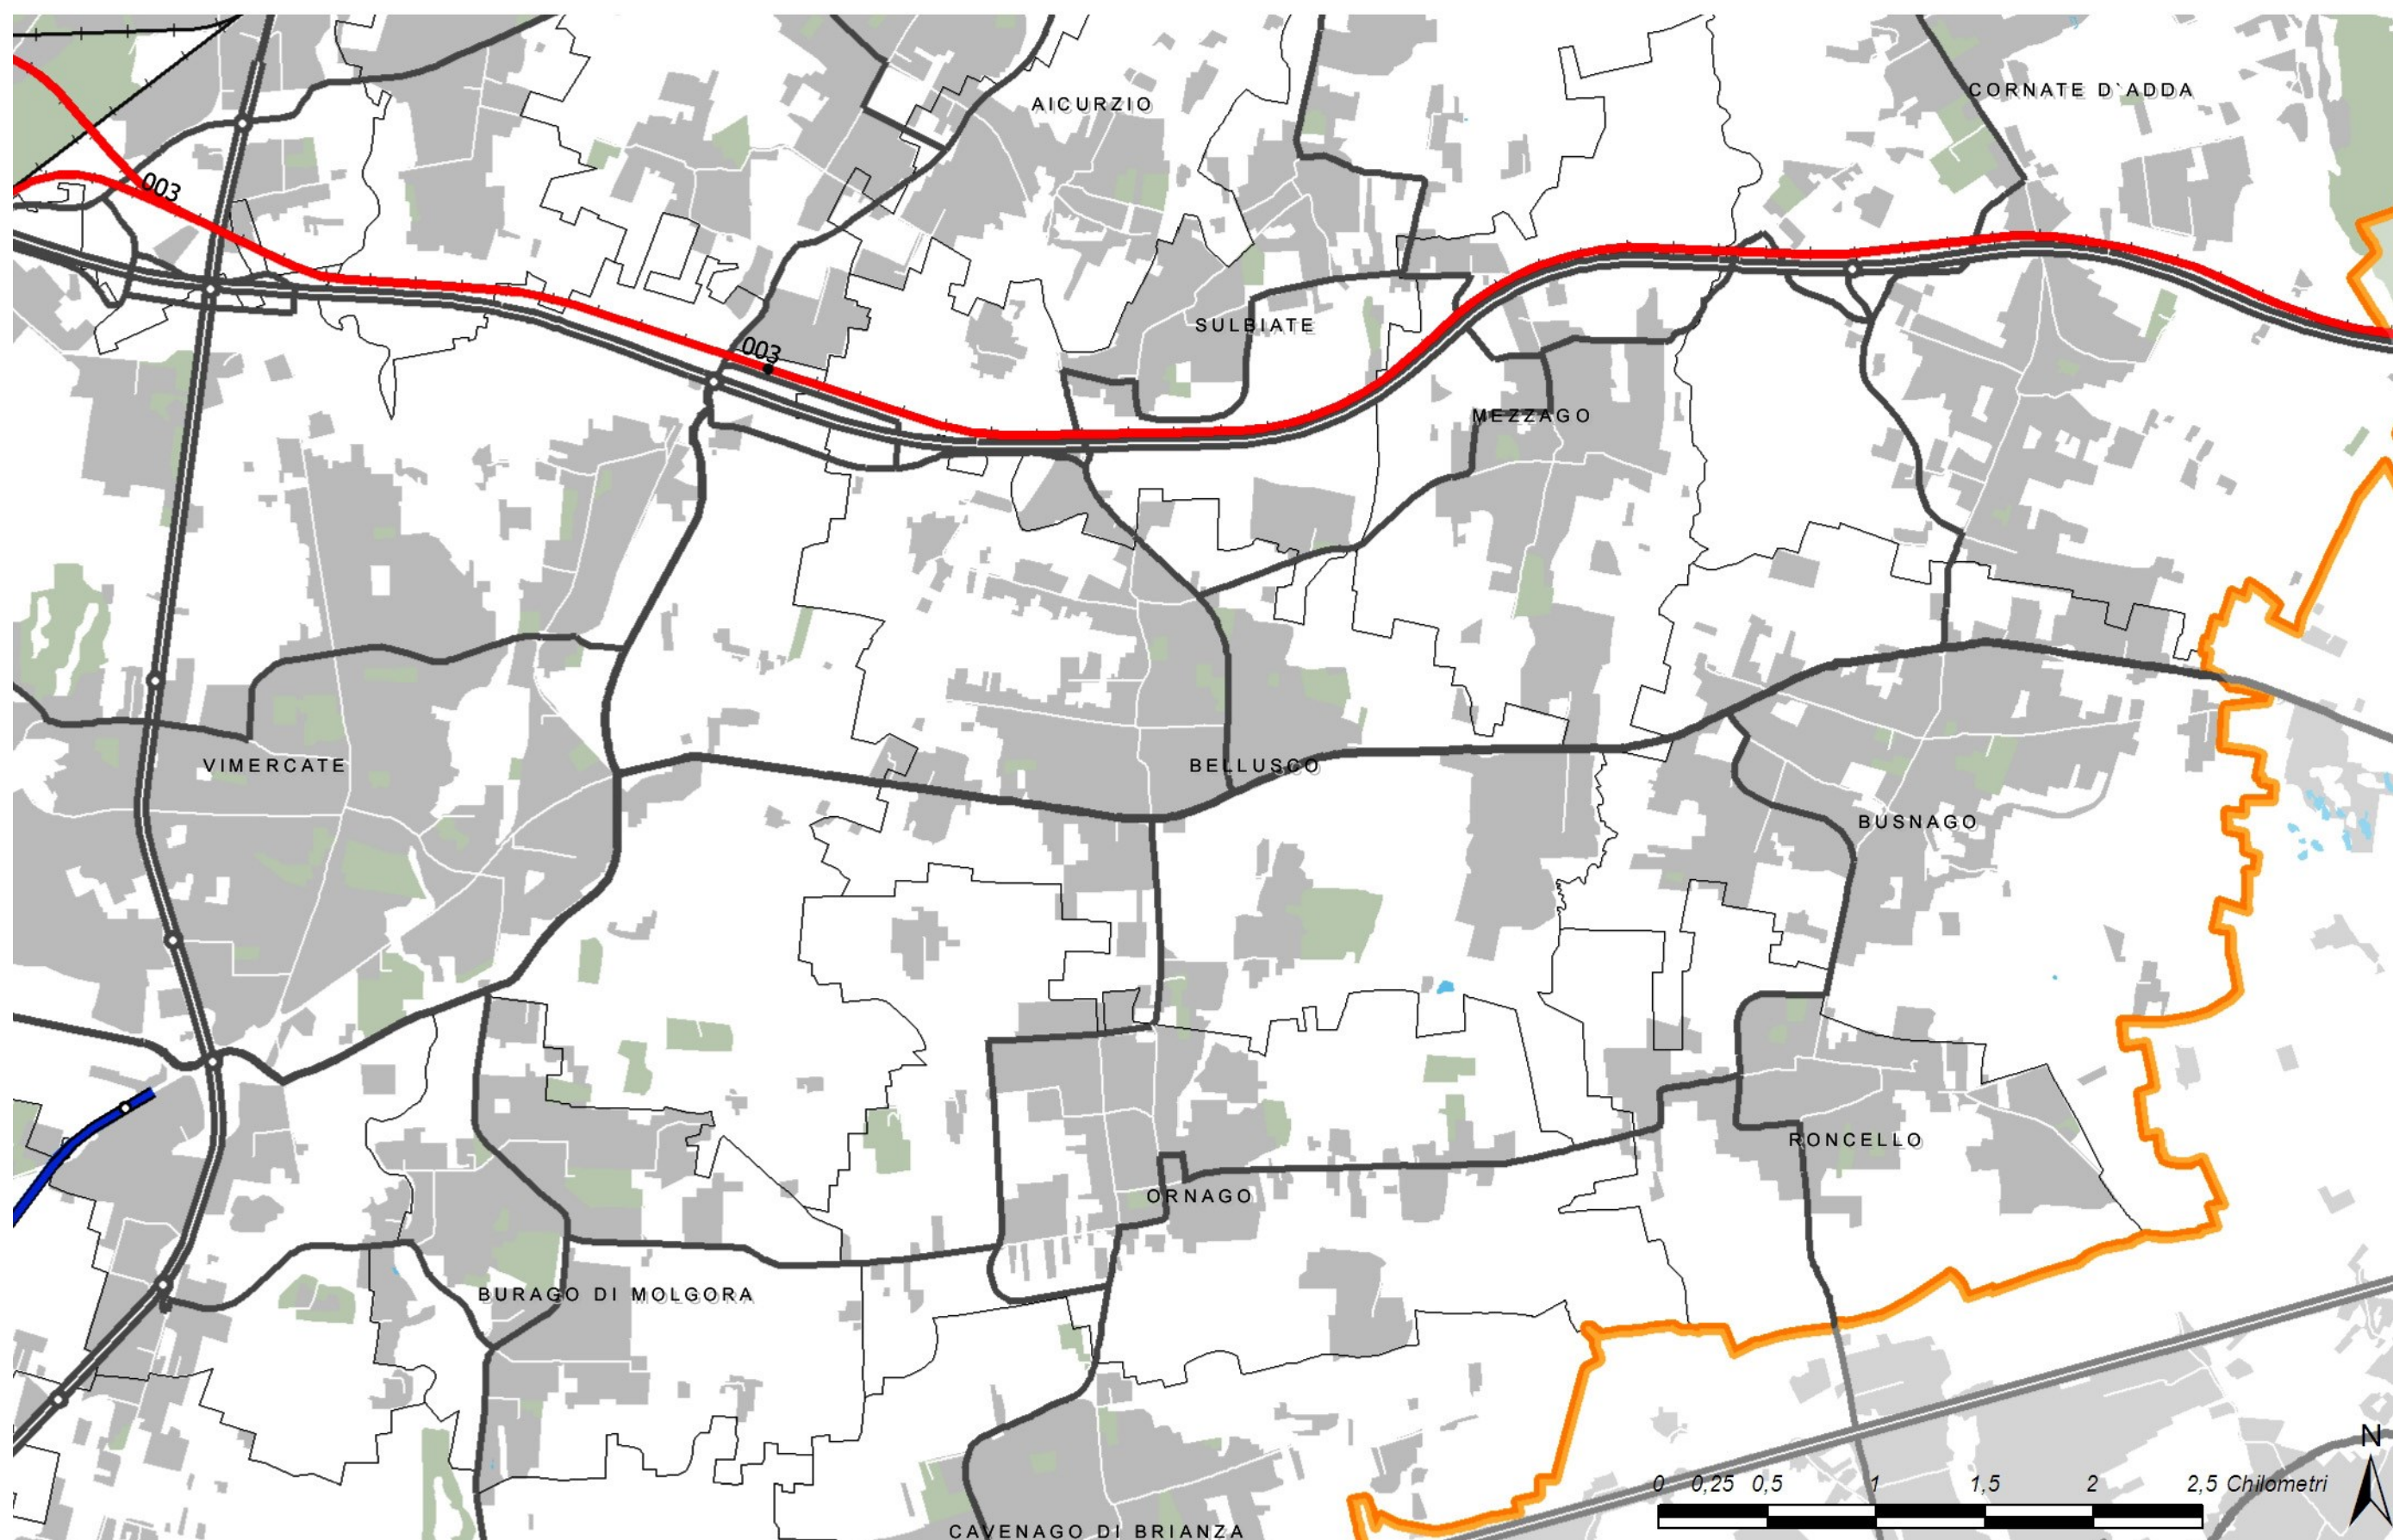 CORNATE D`ADDA
AICURZIO
003
SULBIATE
003
MEZZAGO
VIMERCATE
BELLUSCO
BUSNAGO
RONCELLO
ORNAGO
BURAGO DI MOLGORA
N
0 0,25 0,5 1 1,5 2 2,5 Chilometri
CAVENAGO DI BRIANZA